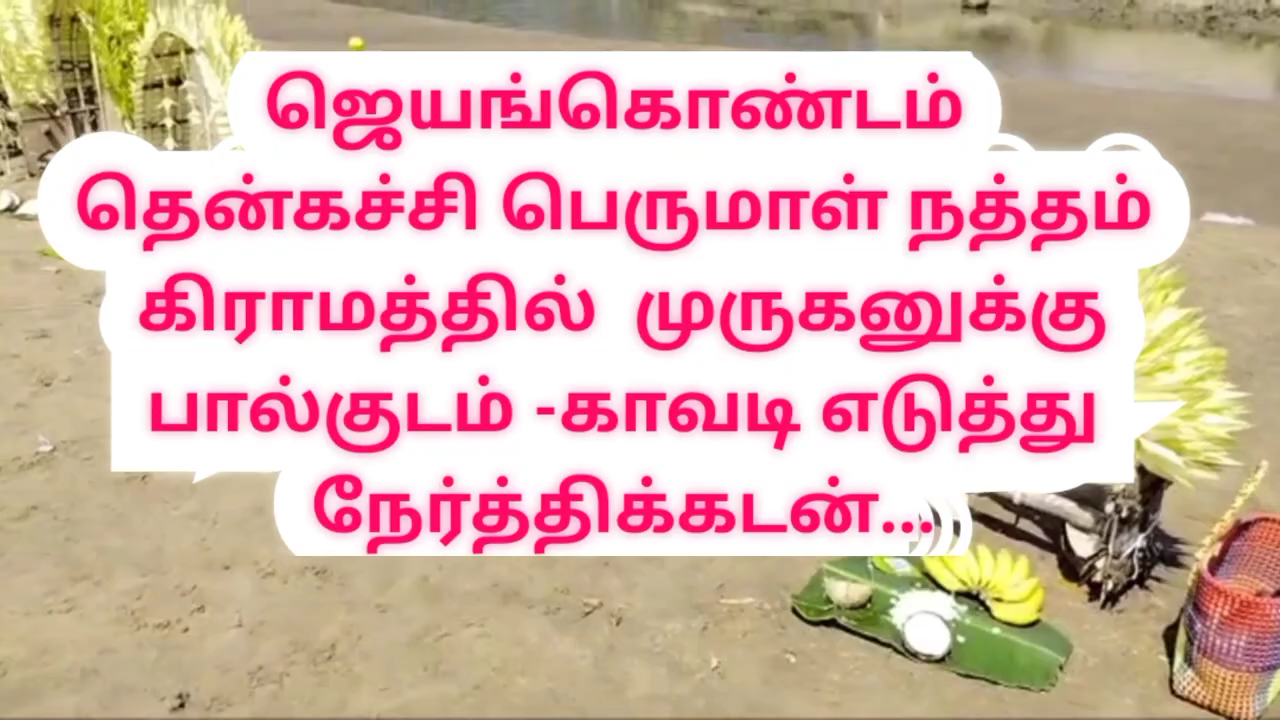 ஜெயங்கொண்டம்
தென்கச்சி பெருமாள் நத்தம்
கிராமத்தில் முருகனுக்கு
பால்குடம் -காவடி எடுத்து
நேர்த்திக்கடன்...